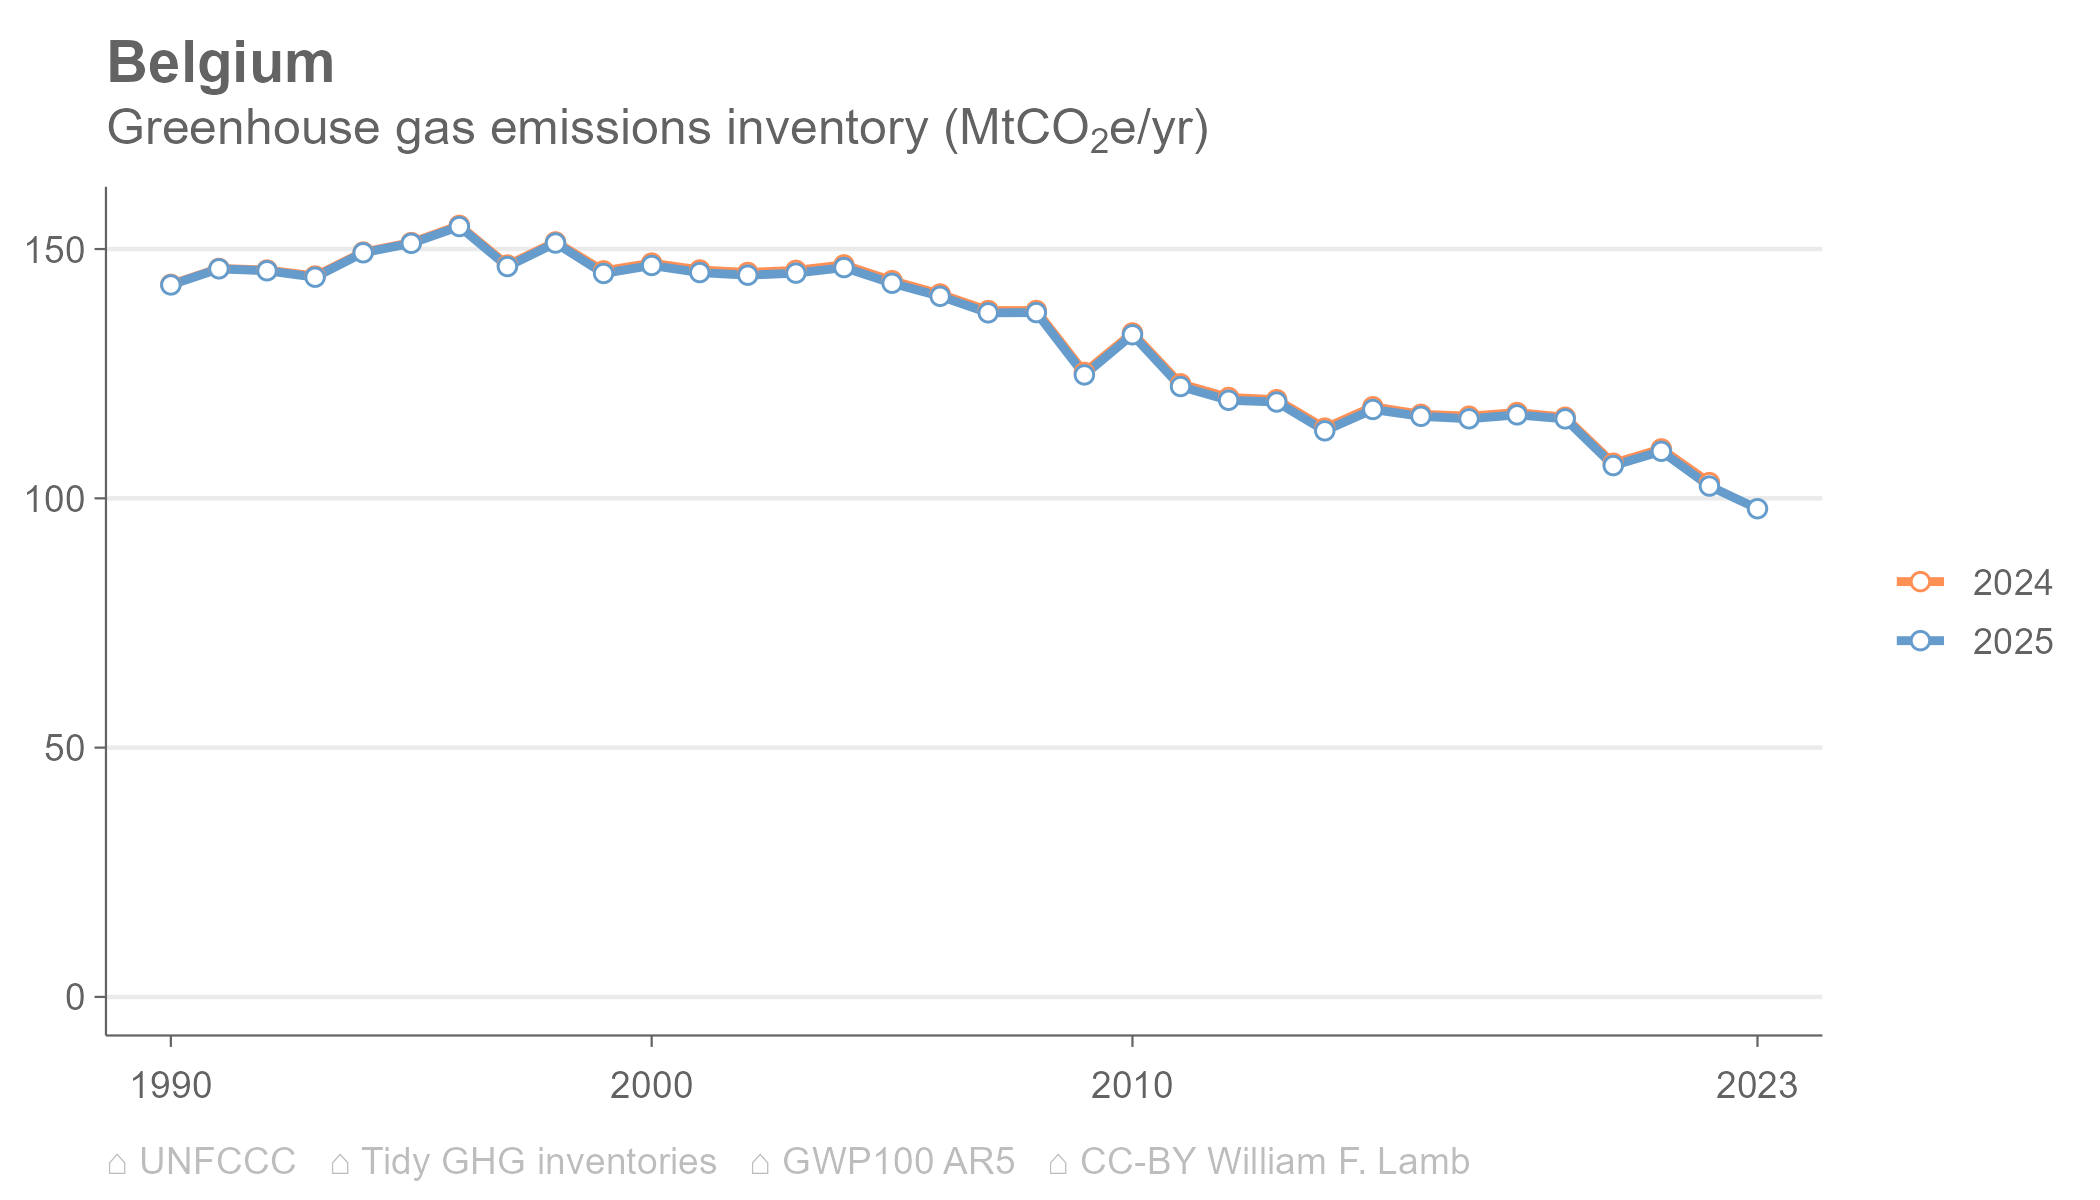 Belgium
Greenhouse gas emissions inventory (MtCO₂e/yr)
150
100
50
0
2024
2025
1990 2000 2010 2023
⌂ UNFCCC ⌂ Tidy GHG inventories ⌂ GWP100 AR5 ⌂ CC-BY William F. Lamb